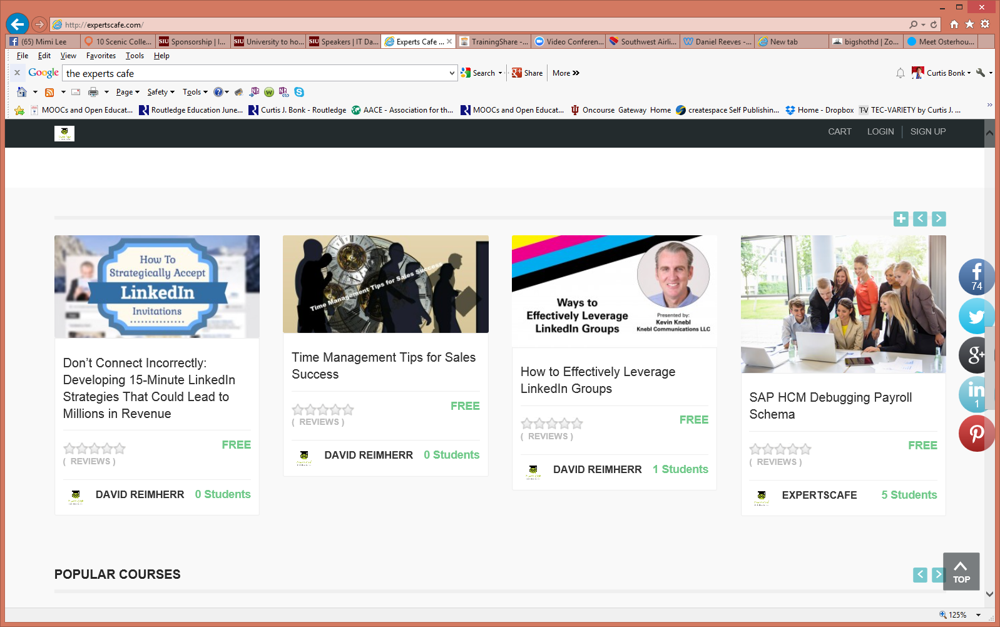 http://expertscafe.com/
(65) Mimi Lee
10 Scenic Colle...
SIU Sponsorship | I...
SIU University to ho...
SIU Speakers | IT Da...
Experts Cafe ...
TrainingShare -...
Video Conferen...
Southwest Airli...
Daniel Reeves -...
New tab
bigshothd | Zo...
Meet Osterhou...
File Edit View Favorites Tools Help
x Google the experts cafe Search Share More » Curtis Bonk
Page Safety Tools
MOOCs and Open Educat... Routledge Education June... Curtis J. Bonk - Routledge AACE - Association for th... MOOCs and Open Educat... Oncourse Gateway Home createspace Self Publishin... Home - Dropbox TV TEC-VARIETY by Curtis J. ... »
CART LOGIN | SIGN UP
How To
Strategically Accept
LinkedIn
Invitations
Don't Connect Incorrectly:
Developing 15-Minute LinkedIn
Strategies That Could Lead to
Millions in Revenue
FREE
( REVIEWS )
DAVID REIMHERR 0 Students
Time Management Tips for Sales Success
Time Management Tips for Sales
Success
FREE
( REVIEWS )
DAVID REIMHERR 0 Students
Ways to
Effectively Leverage
LinkedIn Groups
Presented by:
Kevin Knebl
Knebl Communications LLC
How to Effectively Leverage
LinkedIn Groups
FREE
( REVIEWS )
DAVID REIMHERR 1 Students
SAP HCM Debugging Payroll
Schema
FREE
( REVIEWS )
EXPERTSCAFE 5 Students
f
74
g+
in
1
POPULAR COURSES
TOP
125%